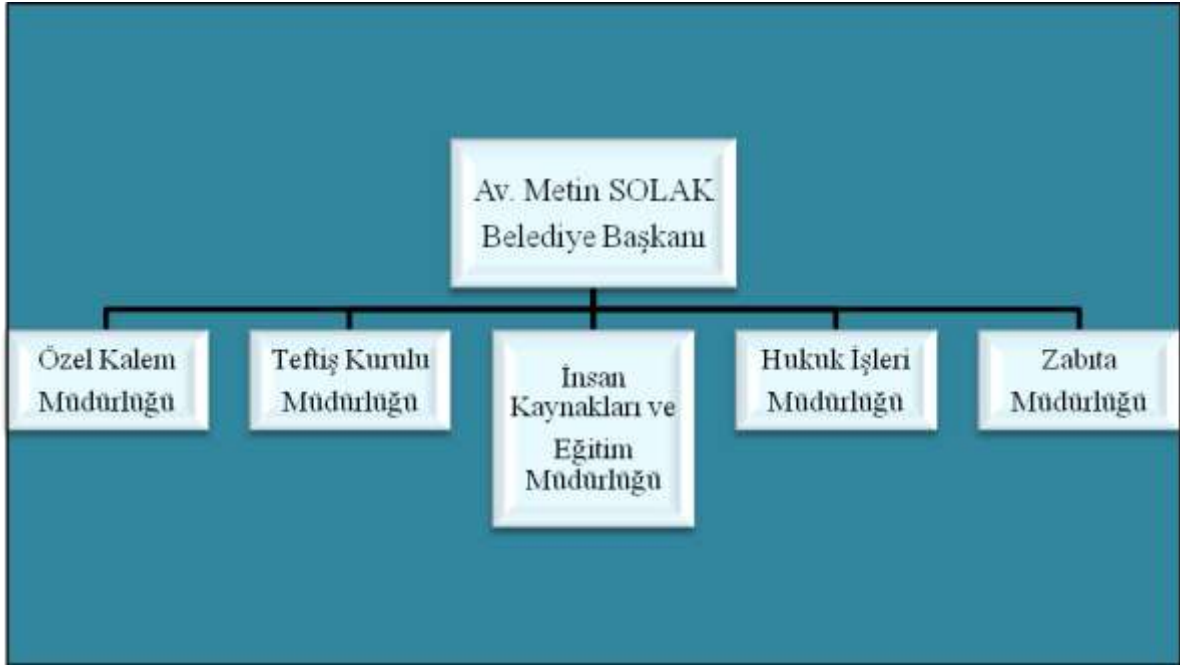 Av. Metin SOLAK
Belediye Başkanı
Özel Kalem
Müdürlüğü
Teftiş Kurulu
Müdürlüğü
İnsan
Kaynakları ve
Eğitim
Müdürlüğü
Hukuk İşleri
Müdürlüğü
Zabıta
Müdürlüğü